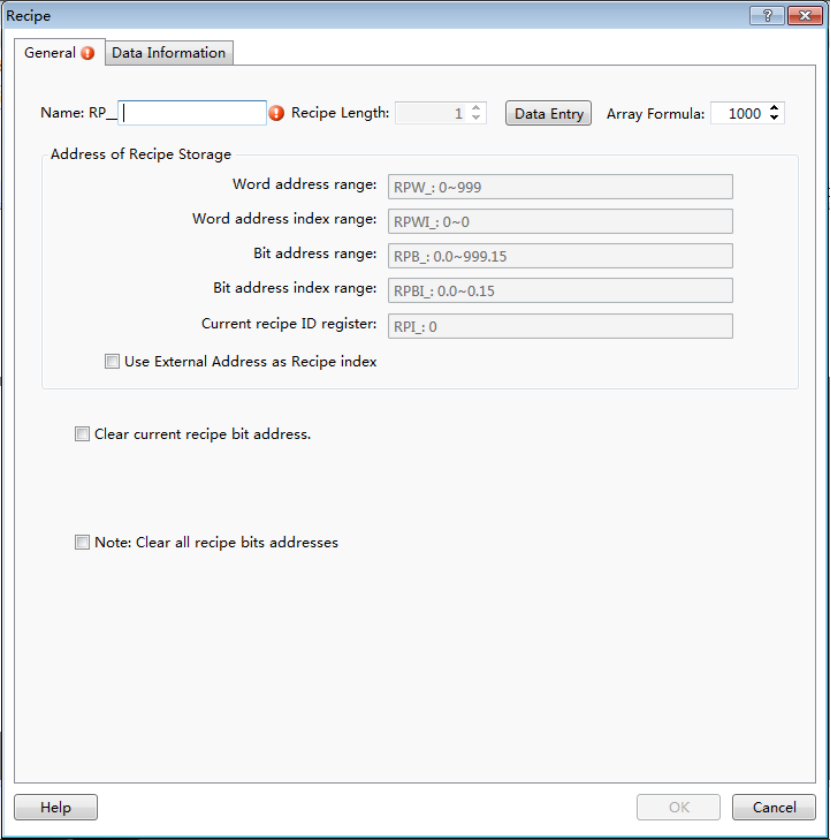 Recipe
General Data Information
Name: RP_ Recipe Length: 1 Data Entry Array Formula: 1000
Address of Recipe Storage
Word address range: RPW_: 0~999
Word address index range: RPWI_: 0~0
Bit address range: RPB_: 0.0~999.15
Bit address index range: RPBI_: 0.0~0.15
Current recipe ID register: RPI_: 0
Use External Address as Recipe index
Clear current recipe bit address.
Note: Clear all recipe bits addresses
Help OK Cancel